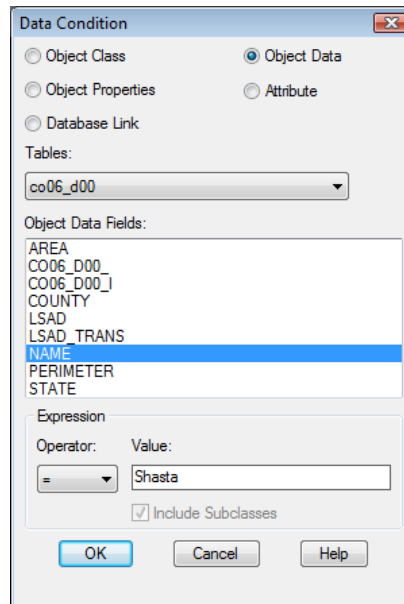 Data Condition
Object Class Object Data
Object Properties Attribute
Database Link
Tables:
co06_d00
Object Data Fields:
AREA
CO06_D00_
CO06_D00_I
COUNTY
LSAD
LSAD_TRANS
NAME
PERIMETER
STATE
Expression
Operator: Value:
= Shasta
Include Subclasses
OK Cancel Help